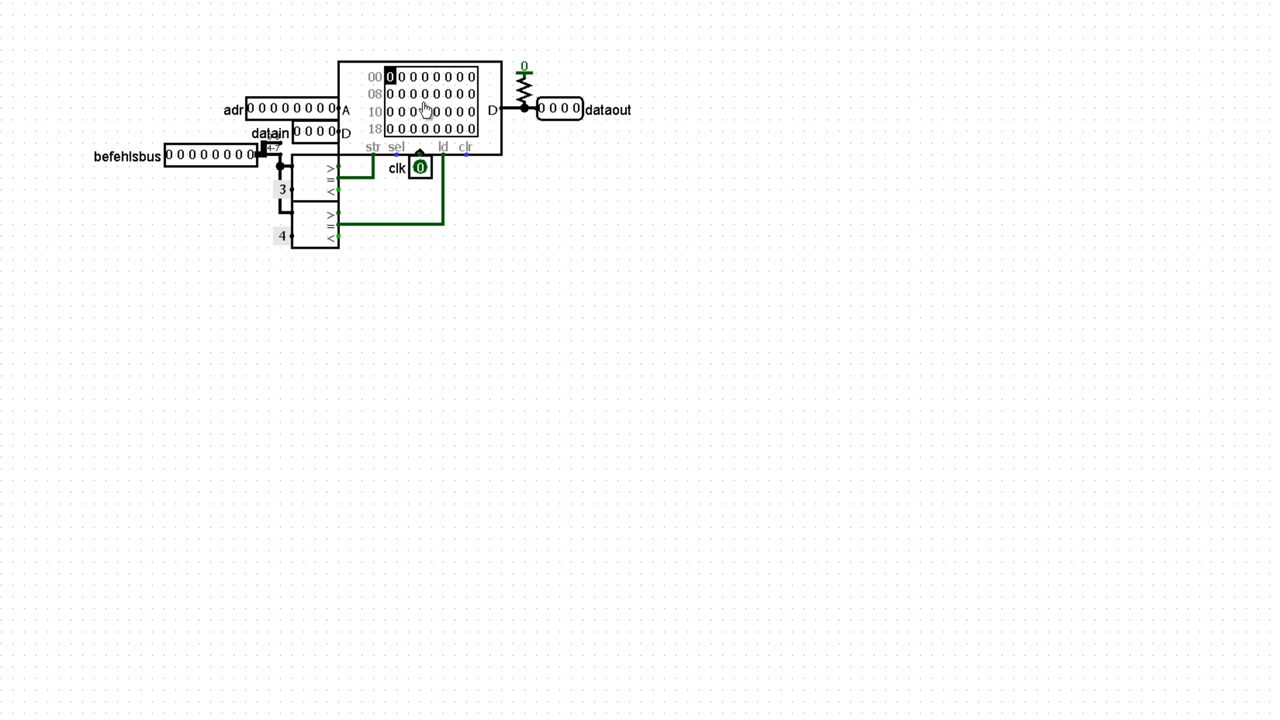 0
00 0 0 0 0 0 0 0 0
adr 0 0 0 0 0 0 0 0 A 08 0 0 0 0 0 0 0 0 D 0 0 0 0 dataout
datain 0 0 0 0 D 10 0 0 0 0 0 0 0 0
18 0 0 0 0 0 0 0 0
str sel ld clr
befehlsbus 0 0 0 0 0 0 0 0 4-7
clk 0
>
=
3 <
>
=
4 <